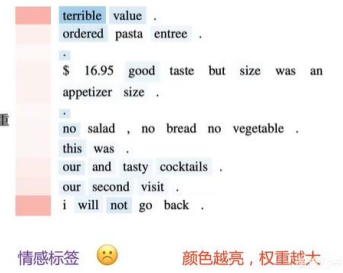 terrible value .
ordered pasta entree .
.
$ 16.95 good taste but size was an
appetizer size .
.
重
no salad , no bread no vegetable .
this was .
our and tasty cocktails .
our second visit .
i will not go back .
情感标签
颜色越亮，权重越大